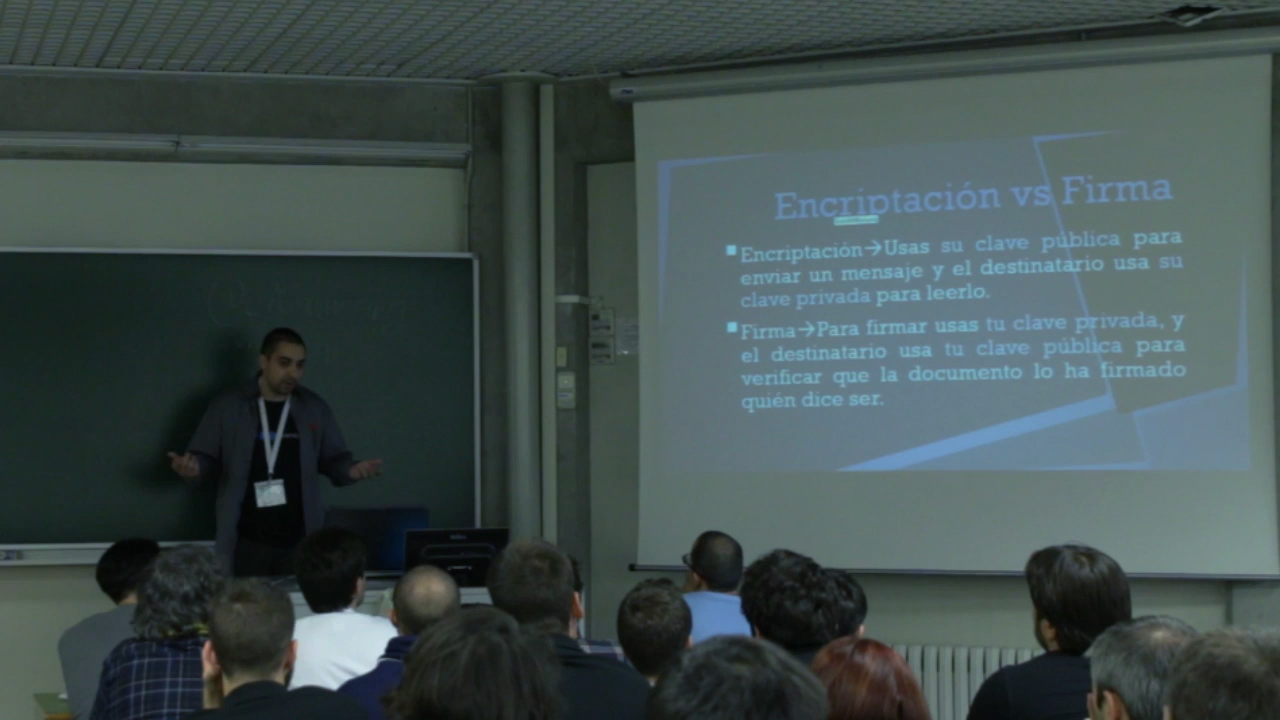 Encriptación vs Firma
Encriptación→Usas su clave pública para
enviar un mensaje y el destinatario usa su
clave privada para leerlo.
Firma→Para firmar usas tu clave privada, y
el destinatario usa tu clave pública para
verificar que la documento lo ha firmado
quién dice ser.